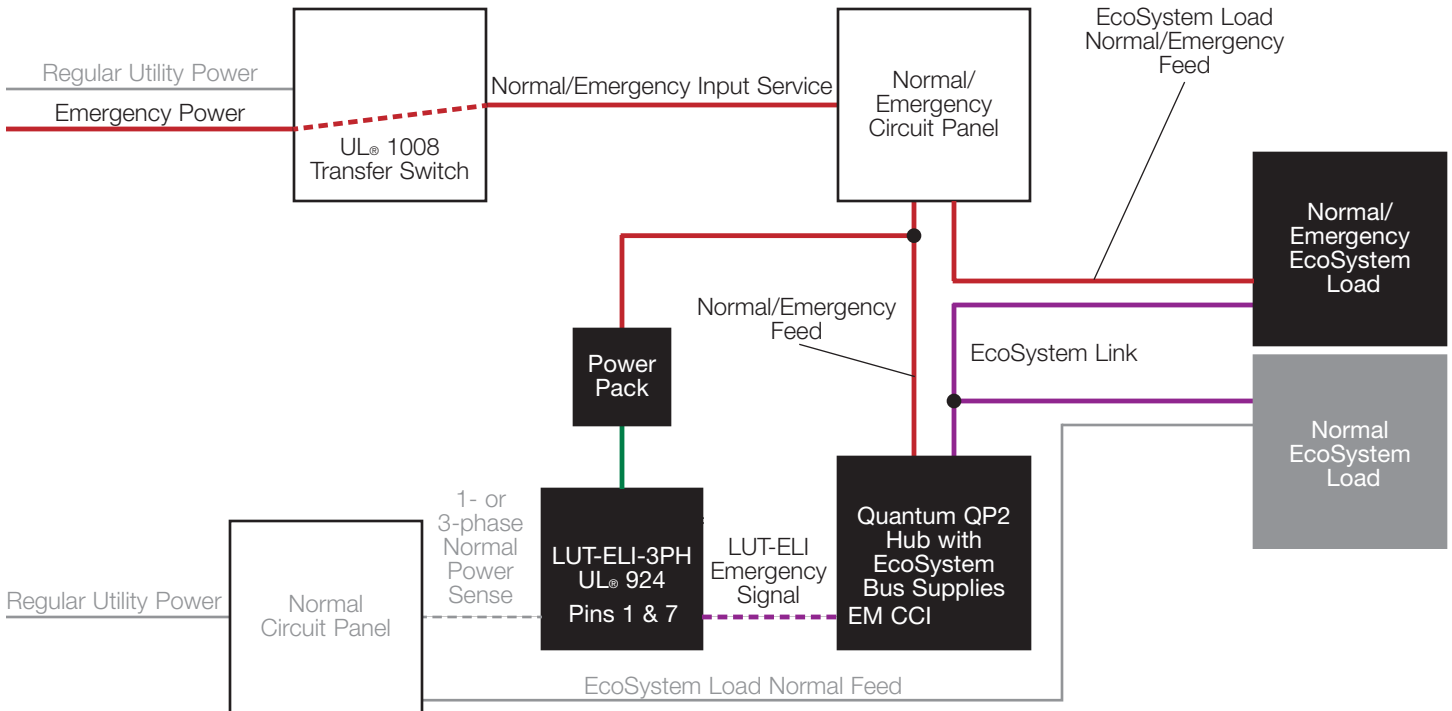 Regular Utility Power
Emergency Power
UL® 1008
Transfer Switch
Normal/Emergency Input Service
Normal/
Emergency
Circuit Panel
EcoSystem Load
Normal/Emergency
Feed
Normal/
Emergency
EcoSystem
Load
Normal/Emergency
Feed
EcoSystem Link
Power
Pack
Normal
EcoSystem
Load
1- or
3-phase
Normal
Power
Sense
LUT-ELI-3PH
UL® 924
Pins 1 & 7
LUT-ELI
Emergency
Signal
Quantum QP2
Hub with
EcoSystem
Bus Supplies
EM CCI
Regular Utility Power
Normal
Circuit Panel
EcoSystem Load Normal Feed